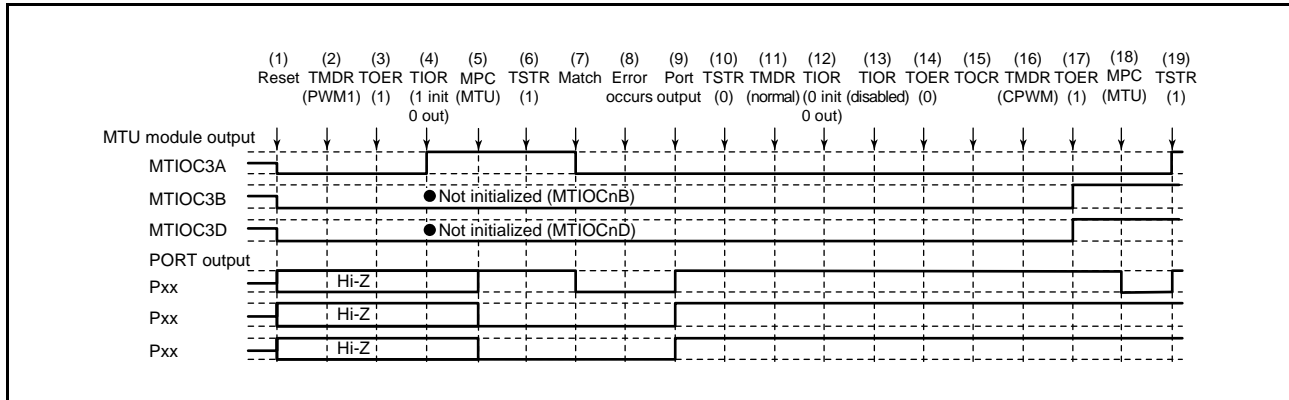 (1) (2) (3) (4) (5) (6) (7) (8) (9) (10) (11) (12) (13) (14) (15) (16) (17) (18) (19)
Reset TMDR TOER TIOR MPC TSTR Match Error Port TSTR TMDR TIOR TIOR TOER TOCR TMDR TOER MPC TSTR
(PWM1) (1) (1 init (MTU) (1) occurs output (0) (normal) (0 init (disabled) (0) (CPWM) (1) (MTU) (1)
0 out) 0 out)
MTU module output
MTIOC3A
MTIOC3B ●Not initialized (MTIOCnB)
MTIOC3D ●Not initialized (MTIOCnD)
PORT output
Pxx Hi-Z
Pxx Hi-Z
Pxx Hi-Z